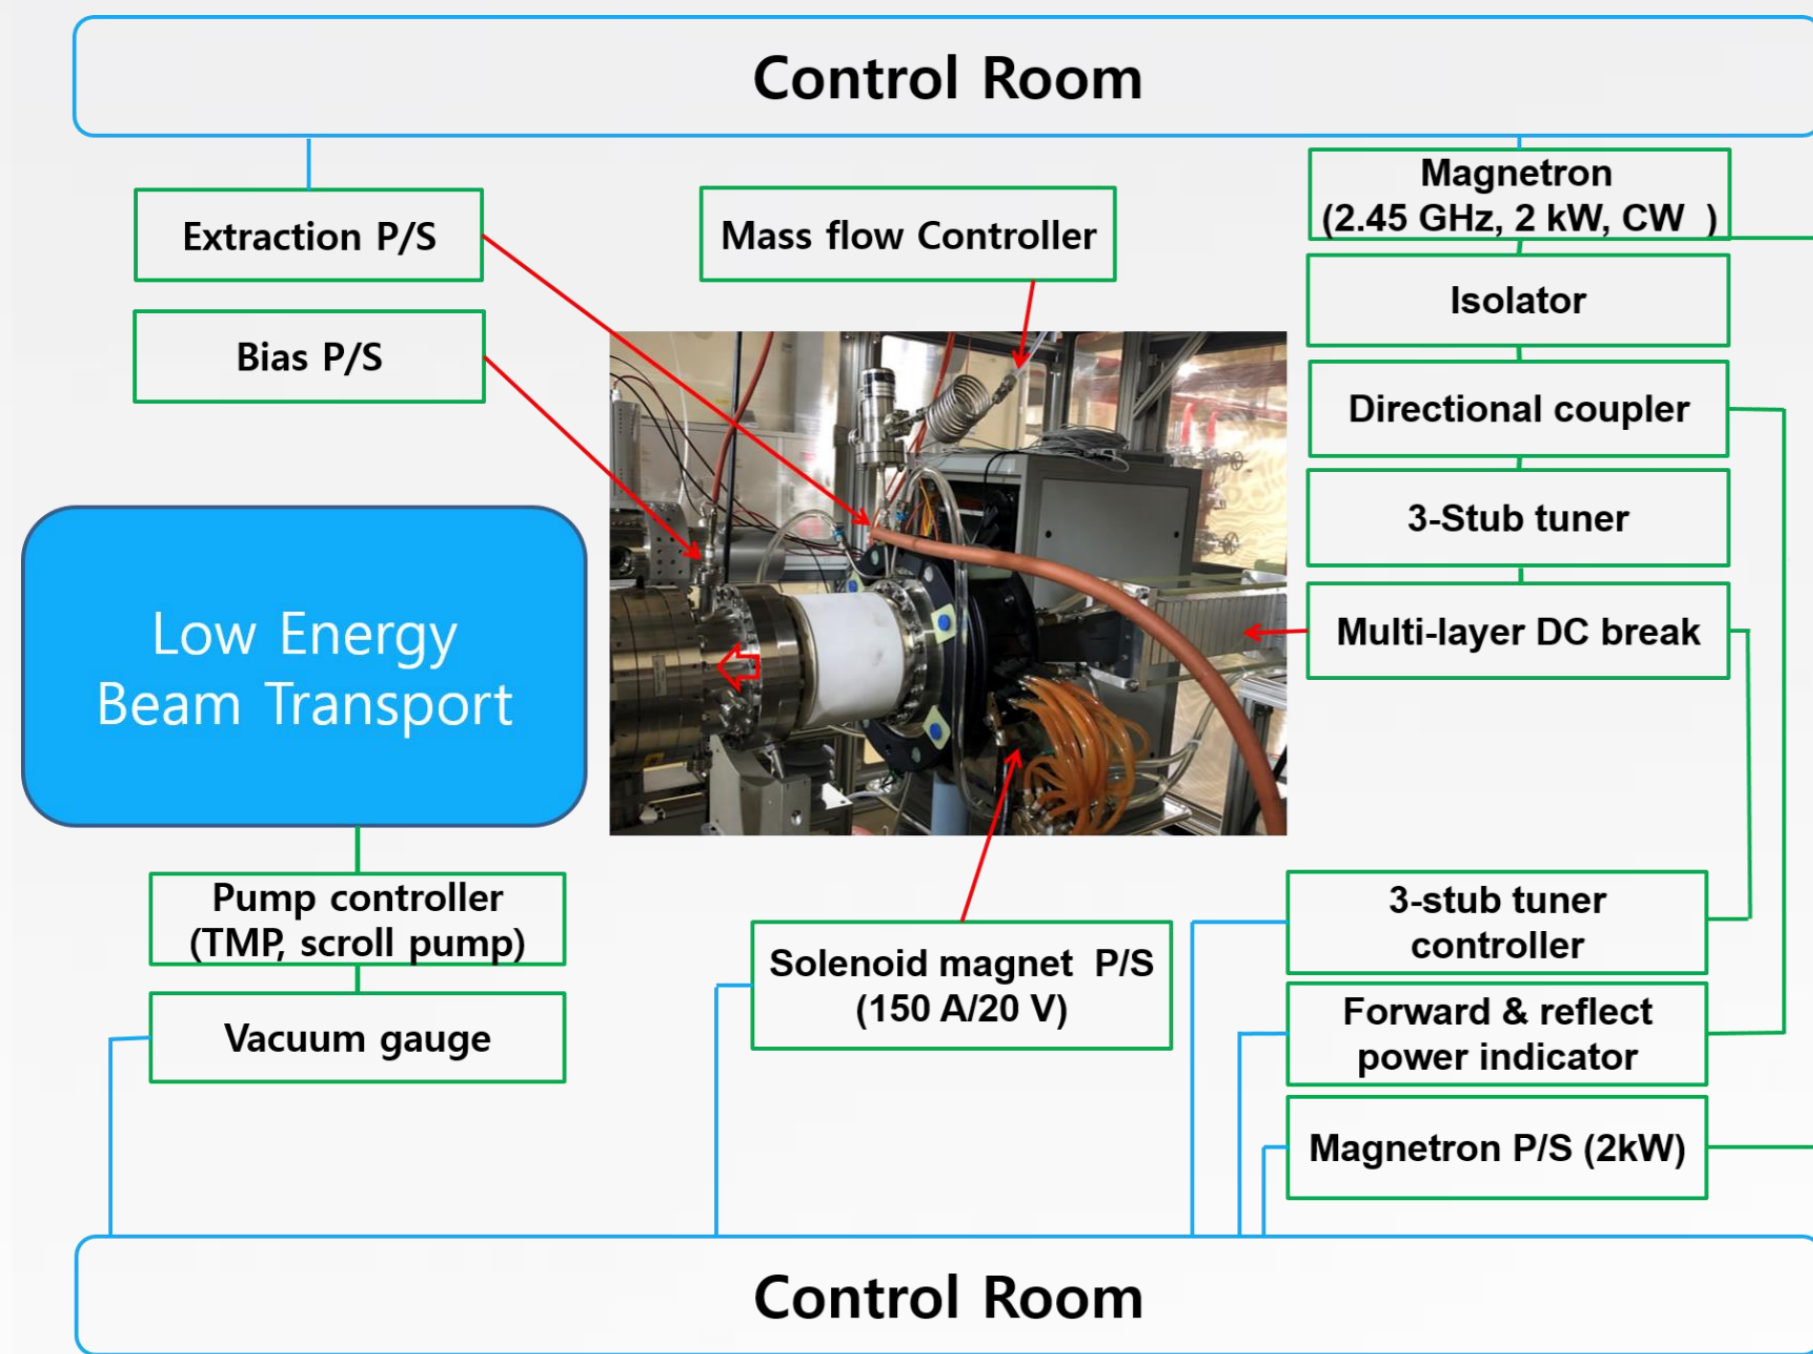 Control Room
Extraction P/S
Bias P/S
Mass flow Controller
Magnetron
(2.45 GHz, 2 kW, CW  )
Isolator
Directional coupler
3-Stub tuner
Multi-layer DC break
Low Energy
Beam Transport
Pump controller
(TMP, scroll pump)
Vacuum gauge
Solenoid magnet  P/S
(150 A/20 V)
3-stub tuner
controller
Forward & reflect
power indicator
Magnetron P/S (2kW)
Control Room